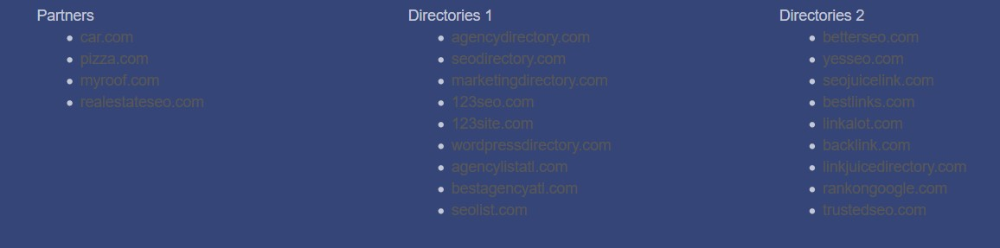 Partners
car.com
pizza.com
myroof.com
realestateseo.com
Directories 1
agencydirectory.com
seodirectory.com
marketingdirectory.com
123seo.com
123site.com
wordpressdirectory.com
agencylistatl.com
bestagencyatl.com
seolist.com
Directories 2
betterseo.com
yesseo.com
seojuicelink.com
bestlinks.com
linkalot.com
backlink.com
linkjuicedirectory.com
rankongoogle.com
trustedseo.com